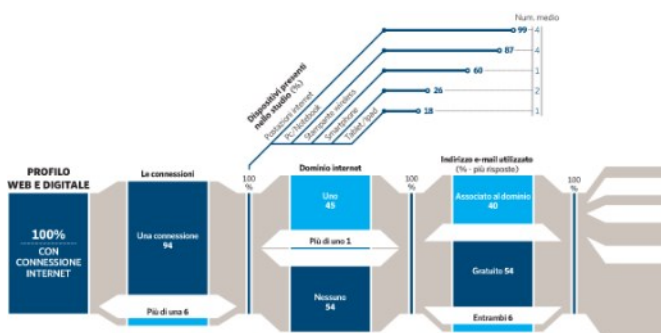 Num. medio
99 4
87 4
60 1
26 2
18 1
Dispositivi presenti
nello studio (%)
Postazioni internet
Pc/Notebook
Stampante wireless
Smartphone
Tablet/Ipad
PROFILO
WEB E DIGITALE
100%
CON
CONNESSIONE
INTERNET
Le connessioni
Una connessione
94
Più di una 6
100
%
Dominio internet
Uno
45
Più di uno 1
Nessuno
54
100
%
Indirizzo e-mail utilizzato
(% - più risposte)
Associato al dominio
40
Gratuito 54
Entrambi 6
100
%